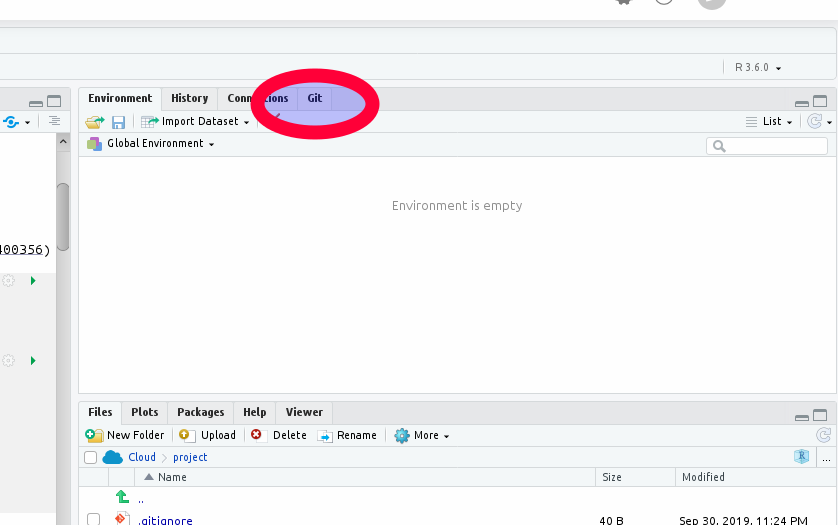 R 3.6.0
Environment History Connections Git
Import Dataset List
Global Environment
Environment is empty
400356)
Files Plots Packages Help Viewer
New Folder Upload Delete Rename More
Cloud project R ...
Name Size Modified
..
.gitignore 40 B Sep 30, 2019, 11:24 PM